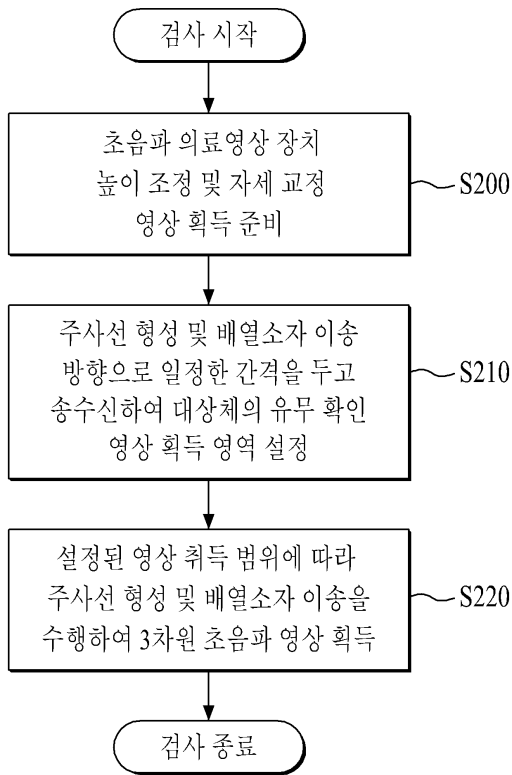 검사 시작
초음파 의료영상 장치
높이 조정 및 자세 교정
영상 획득 준비
S200
주사선 형성 및 배열소자 이송
방향으로 일정한 간격을 두고
송수신하여 대상체의 유무 확인
영상 획득 영역 설정
S210
설정된 영상 취득 범위에 따라
주사선 형성 및 배열소자 이송을
수행하여 3차원 초음파 영상 획득
S220
검사 종료